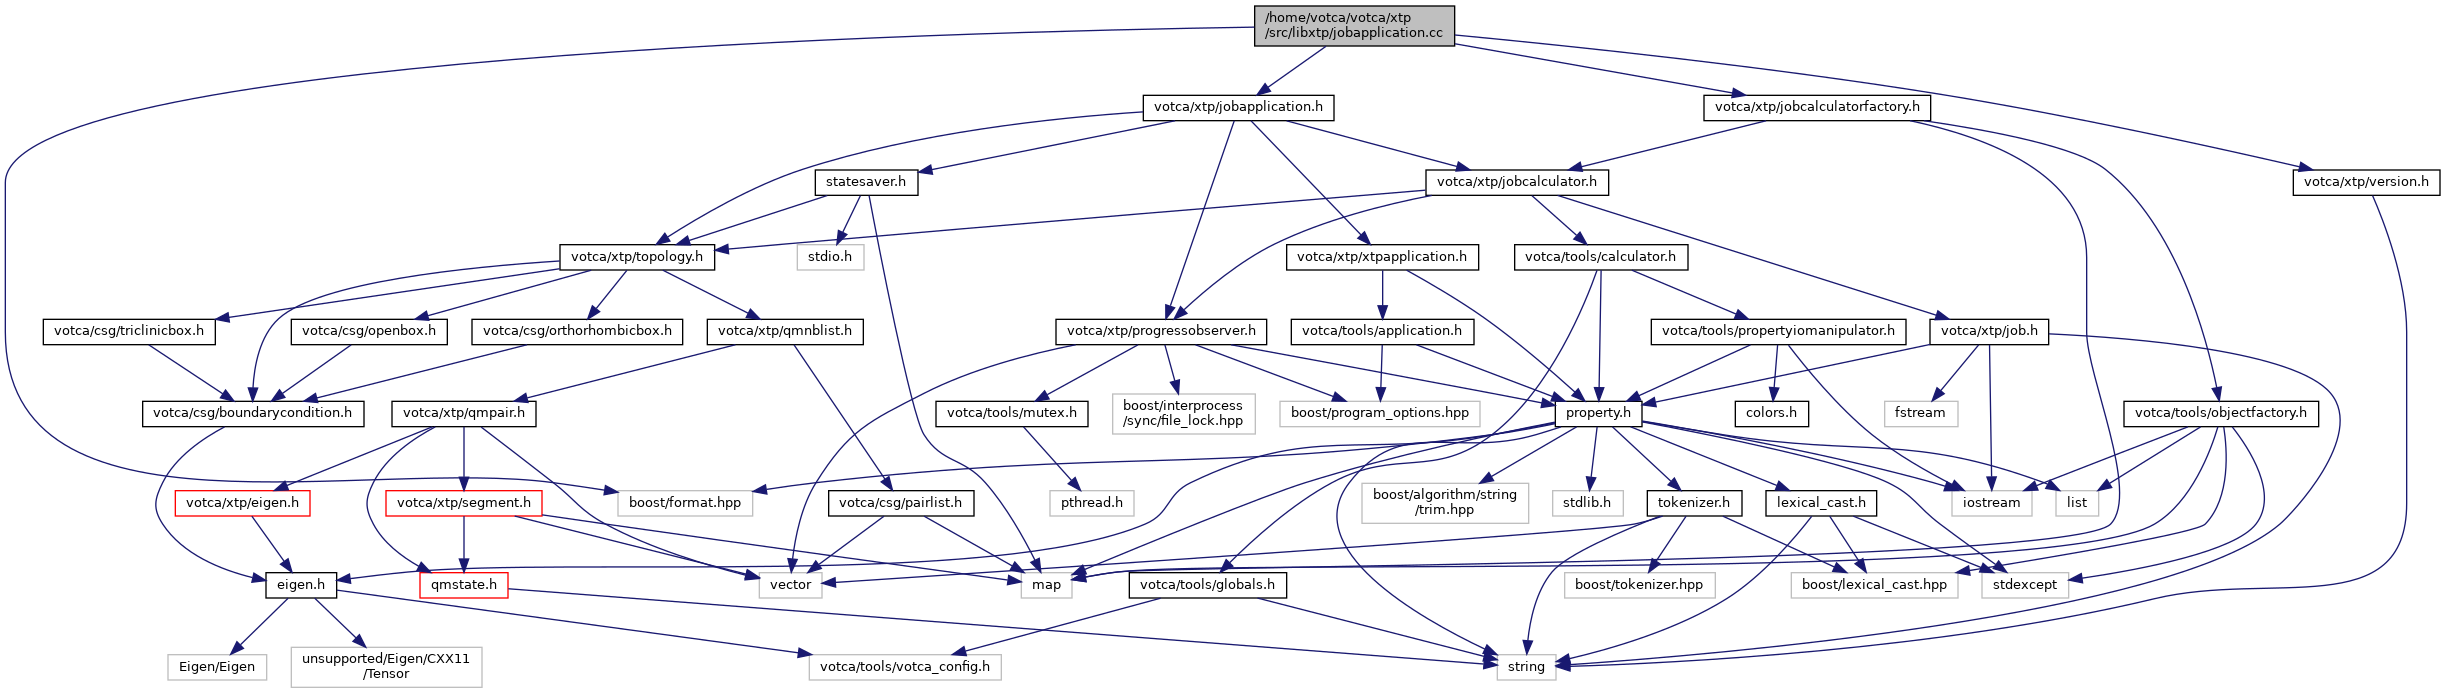 /home/votca/votca/xtp
/src/libxtp/jobapplication.cc
votca/xtp/jobapplication.h
votca/xtp/jobcalculatorfactory.h
statesaver.h
votca/xtp/jobcalculator.h
votca/xtp/version.h
votca/xtp/topology.h
stdio.h
votca/xtp/xtpapplication.h
votca/tools/calculator.h
votca/csg/triclinicbox.h
votca/csg/openbox.h
votca/csg/orthorhombicbox.h
votca/xtp/qmnblist.h
votca/xtp/progressobserver.h
votca/tools/application.h
votca/tools/propertyiomanipulator.h
votca/xtp/job.h
votca/csg/boundarycondition.h
votca/xtp/qmpair.h
votca/tools/mutex.h
boost/interprocess
/sync/file_lock.hpp
boost/program_options.hpp
property.h
colors.h
fstream
votca/tools/objectfactory.h
votca/xtp/eigen.h
votca/xtp/segment.h
boost/format.hpp
votca/csg/pairlist.h
pthread.h
boost/algorithm/string
/trim.hpp
stdlib.h
tokenizer.h
lexical_cast.h
iostream
list
eigen.h
qmstate.h
vector
map
votca/tools/globals.h
boost/tokenizer.hpp
boost/lexical_cast.hpp
stdexcept
Eigen/Eigen
unsupported/Eigen/CXX11
/Tensor
votca/tools/votca_config.h
string